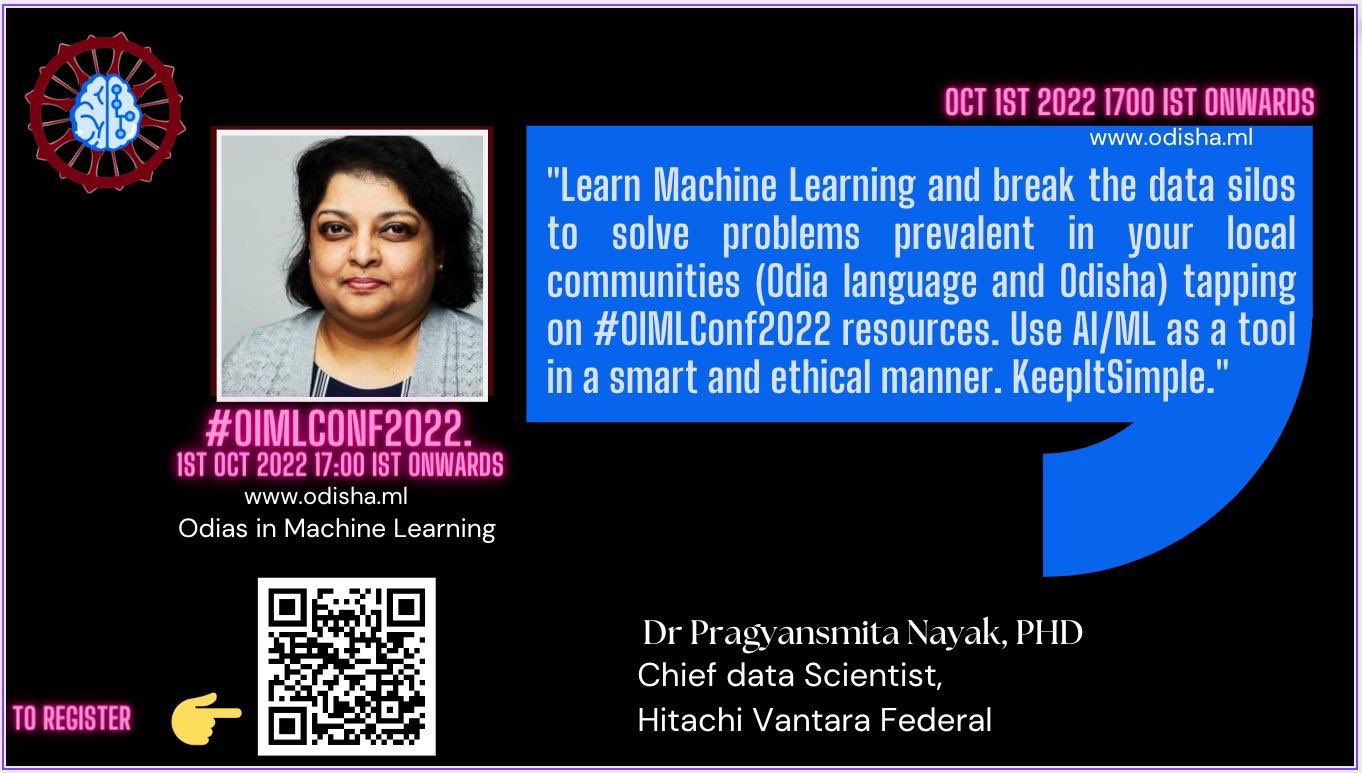 OCT 1ST 2022 1700 IST ONWARDS
www.odisha.ml
"Learn Machine Learning and break the data silos
to solve problems prevalent in your local
communities (Odia language and Odisha) tapping
on #OIMLConf2022 resources. Use AI/ML as a tool
in a smart and ethical manner. KeepItSimple."
#OIMLCONF2022.
1ST OCT 2022 17:00 IST ONWARDS
www.odisha.ml
Odias in Machine Learning
Dr Pragyansmita Nayak, PHD
Chief data Scientist,
Hitachi Vantara Federal
TO REGISTER